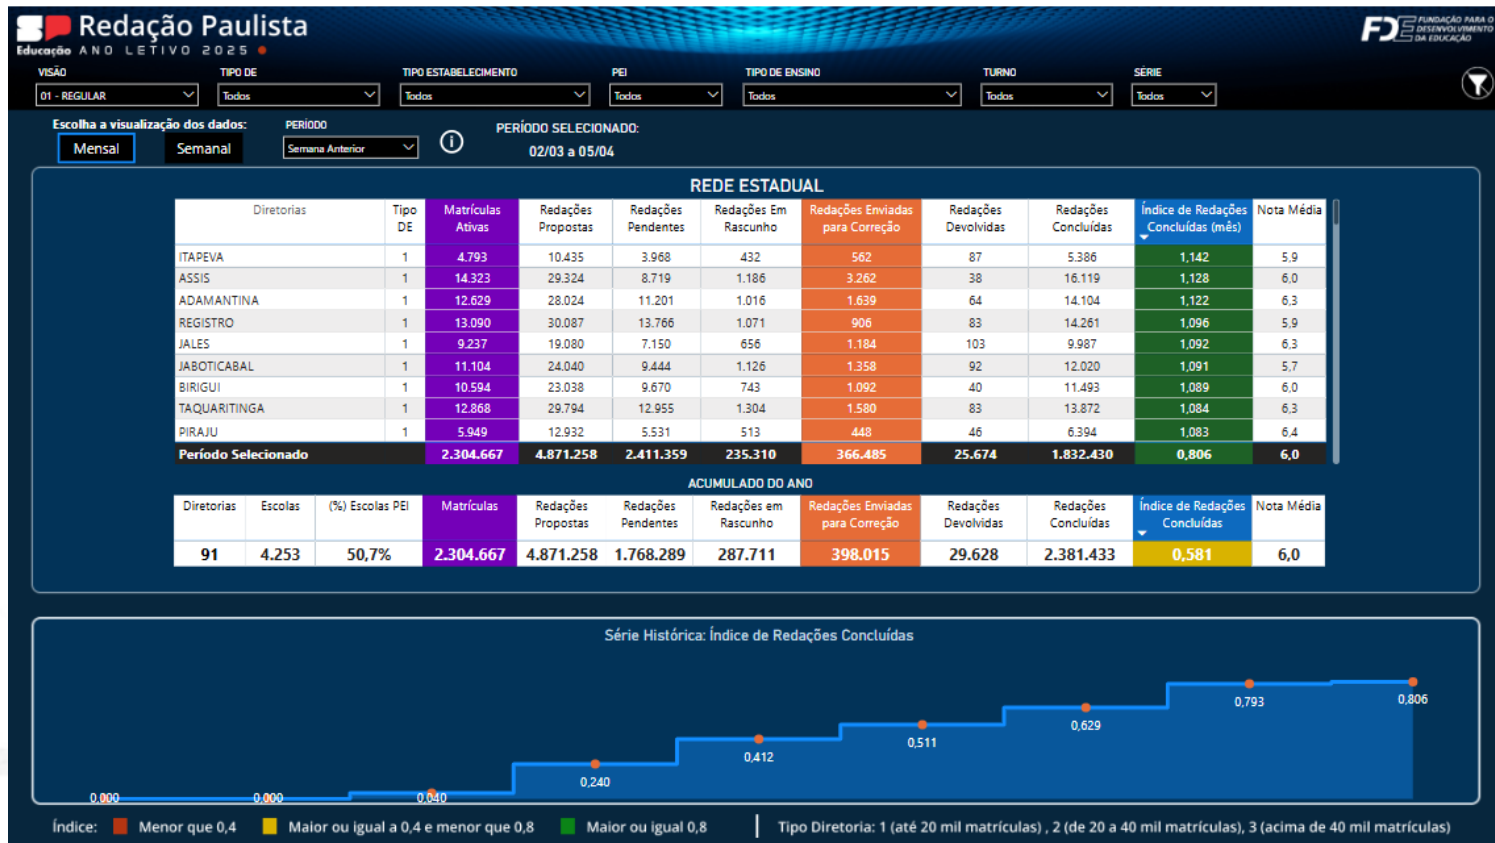 Redação Paulista
Educação ANO LETIVO 2025
FDE FUNDAÇÃO PARA O DESENVOLVIMENTO DA EDUCAÇÃO
VISÃO TIPO DE TIPO ESTABELECIMENTO PEI TIPO DE ENSINO TURNO SÉRIE
01 - REGULAR Todos Todos Todos Todos Todos Todos
Escolha a visualização dos dados: PERÍODO PERÍODO SELECIONADO:
Mensal Semanal Semana Anterior 02/03 a 05/04
REDE ESTADUAL
Diretorias Tipo DE Matrículas Ativas Redações Propostas Redações Pendentes Redações Em Rascunho Redações Enviadas para Correção Redações Devolvidas Redações Concluídas Índice de Redações Concluídas (mês) Nota Média
ITAPEVA 1 4.793 10.435 3.968 432 562 87 5.386 1,142 5,9
ASSIS 1 14.323 29.324 8.719 1.186 3.262 38 16.119 1,128 6,0
ADAMANTINA 1 12.629 28.024 11.201 1.016 1.639 64 14.104 1,122 6,3
REGISTRO 1 13.090 30.087 13.766 1.071 906 83 14.261 1,096 5,9
JALES 1 9.237 19.080 7.150 656 1.184 103 9.987 1,092 6,3
JABOTICABAL 1 11.104 24.040 9.444 1.126 1.358 92 12.020 1,091 5,7
BIRIGUI 1 10.594 23.038 9.670 743 1.092 40 11.493 1,089 6,0
TAQUARITINGA 1 12.868 29.794 12.955 1.304 1.580 83 13.872 1,084 6,3
PIRAJU 1 5.949 12.932 5.531 513 448 46 6.394 1,083 6,4
Período Selecionado 2.304.667 4.871.258 2.411.359 235.310 366.485 25.674 1.832.430 0,806 6,0
ACUMULADO DO ANO
Diretorias Escolas (%) Escolas PEI Matrículas Redações Propostas Redações Pendentes Redações em Rascunho Redações Enviadas para Correção Redações Devolvidas Redações Concluídas Índice de Redações Concluídas Nota Média
91 4.253 50,7% 2.304.667 4.871.258 1.768.289 287.711 398.015 29.628 2.381.433 0,581 6,0
Série Histórica: Índice de Redações Concluídas
0,000 0,000 0,040 0,240 0,412 0,511 0,629 0,793 0,806
Índice: Menor que 0,4 Maior ou igual a 0,4 e menor que 0,8 Maior ou igual 0,8 Tipo Diretoria: 1 (até 20 mil matrículas) , 2 (de 20 a 40 mil matrículas), 3 (acima de 40 mil matrículas)